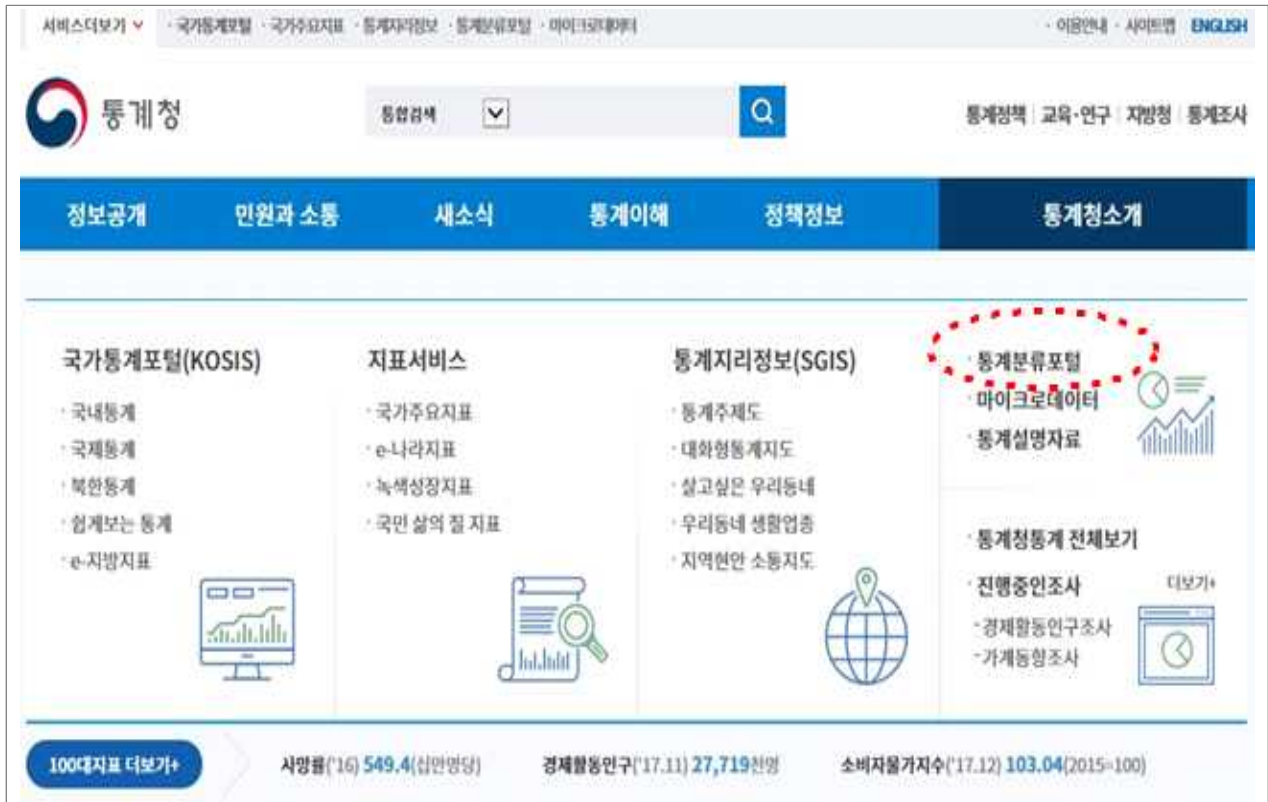 서비스더보기 · 국가통계포털 · 국가주요지표 · 통계지리정보 · 통계분류포털 · 마이크로데이터 · 이용안내 · 사이트맵 ENGLISH
통계청
통합검색
통계정책 교육·연구 지방청 통계조사
정보공개 민원과 소통 새소식 통계이해 정책정보 통계청소개
국가통계포털(KOSIS)
· 국내통계
· 국제통계
· 북한통계
· 쉽게보는 통계
· e-지방지표
지표서비스
· 국가주요지표
· e-나라지표
· 녹색성장지표
· 국민 삶의 질 지표
통계지리정보(SGIS)
· 통계주제도
· 대화형통계지도
· 살고싶은 우리동네
· 우리동네 생활업종
· 지역현안 소통지도
· 통계분류포털
· 마이크로데이터
· 통계설명자료
· 통계청통계 전체보기
· 진행중인조사 더보기+
-경제활동인구조사
-가계동향조사
100대지표 더보기+ 사망률('16) 549.4(십만명당) 경제활동인구('17.11) 27,719천명 소비자물가지수('17.12) 103.04(2015=100)